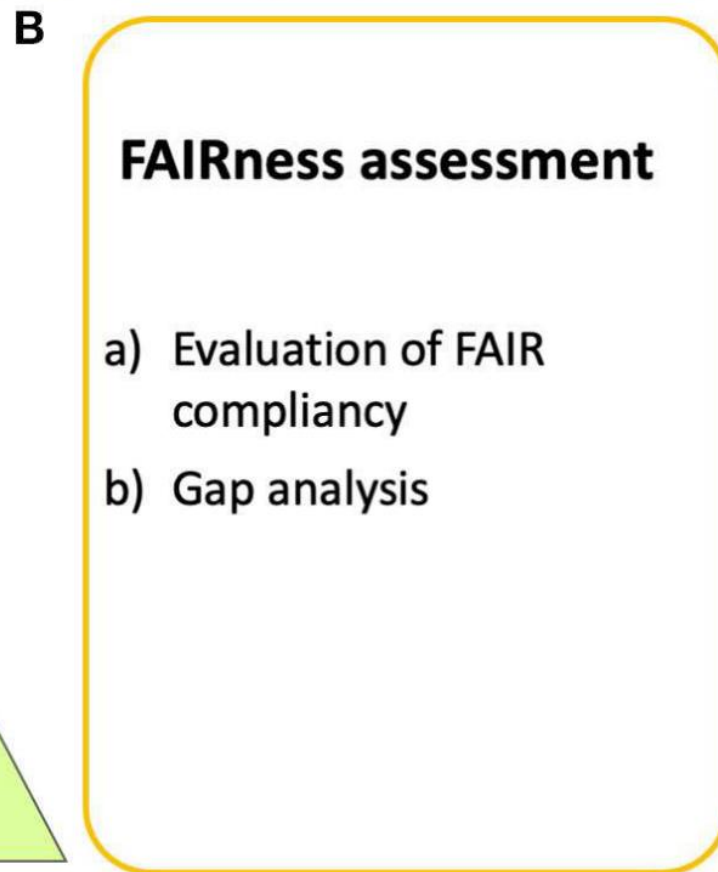 B
FAIRness assessment
a) Evaluation of FAIR
compliancy
b) Gap analysis